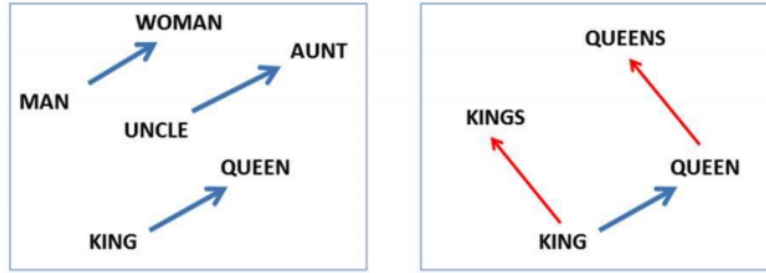 WOMAN
AUNT
MAN
UNCLE
QUEEN
KING
QUEENS
KINGS
QUEEN
KING